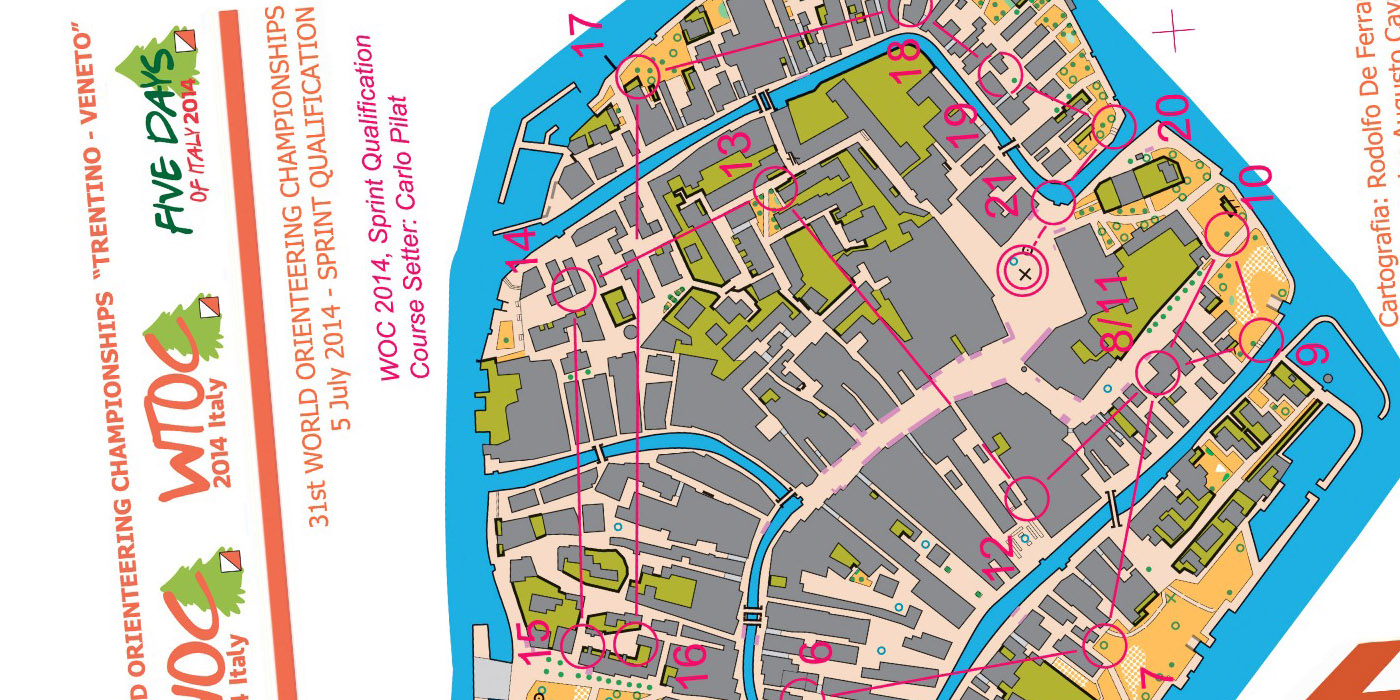 31st WORLD ORIENTEERING CHAMPIONSHIPS "TRENTINO - VENETO"
FIVE DAYS
OF ITALY 2014
WTOC
2014 Italy
WOC
Italy
31st WORLD ORIENTEERING CHAMPIONSHIPS
5 July 2014 - SPRINT QUALIFICATION
WOC 2014, Sprint Qualification
Course Setter: Carlo Pilat
17
18
13
19
20
14
21
10
8/11
9
12
15
16
6
7
Cartografia: Rodolfo De Ferra